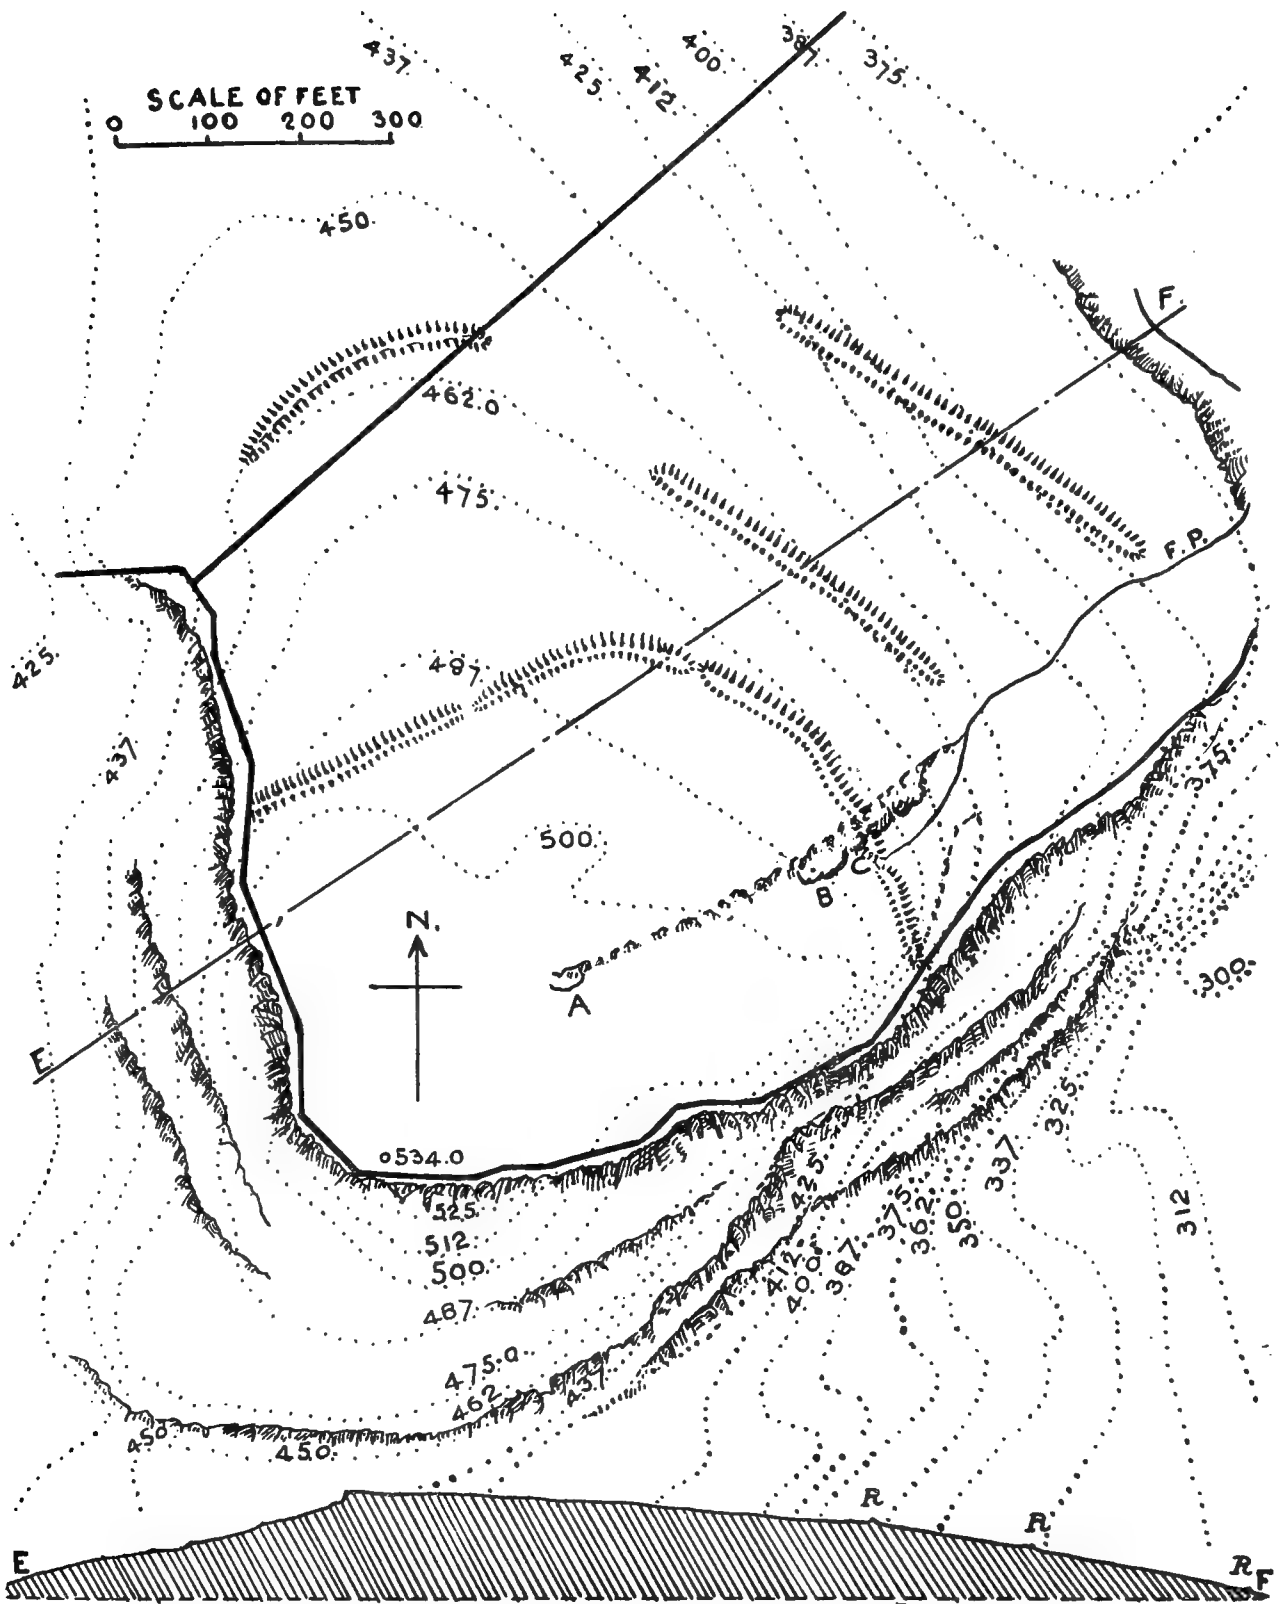 437.
425.
412.
400.
387.
375.
SCALE OF FEET
0 100 200 300
450.
F.
462.0
475.
F.P.
487.
425.
437
375.
500.
B
C
N.
A
300.
E.
325.
0534.0
337
425
312
525.
512.
500.
375.
362.
350.
412.
400.
387.
487.
475.0.
462.
437.
450.
450.
R
R
E
R
F